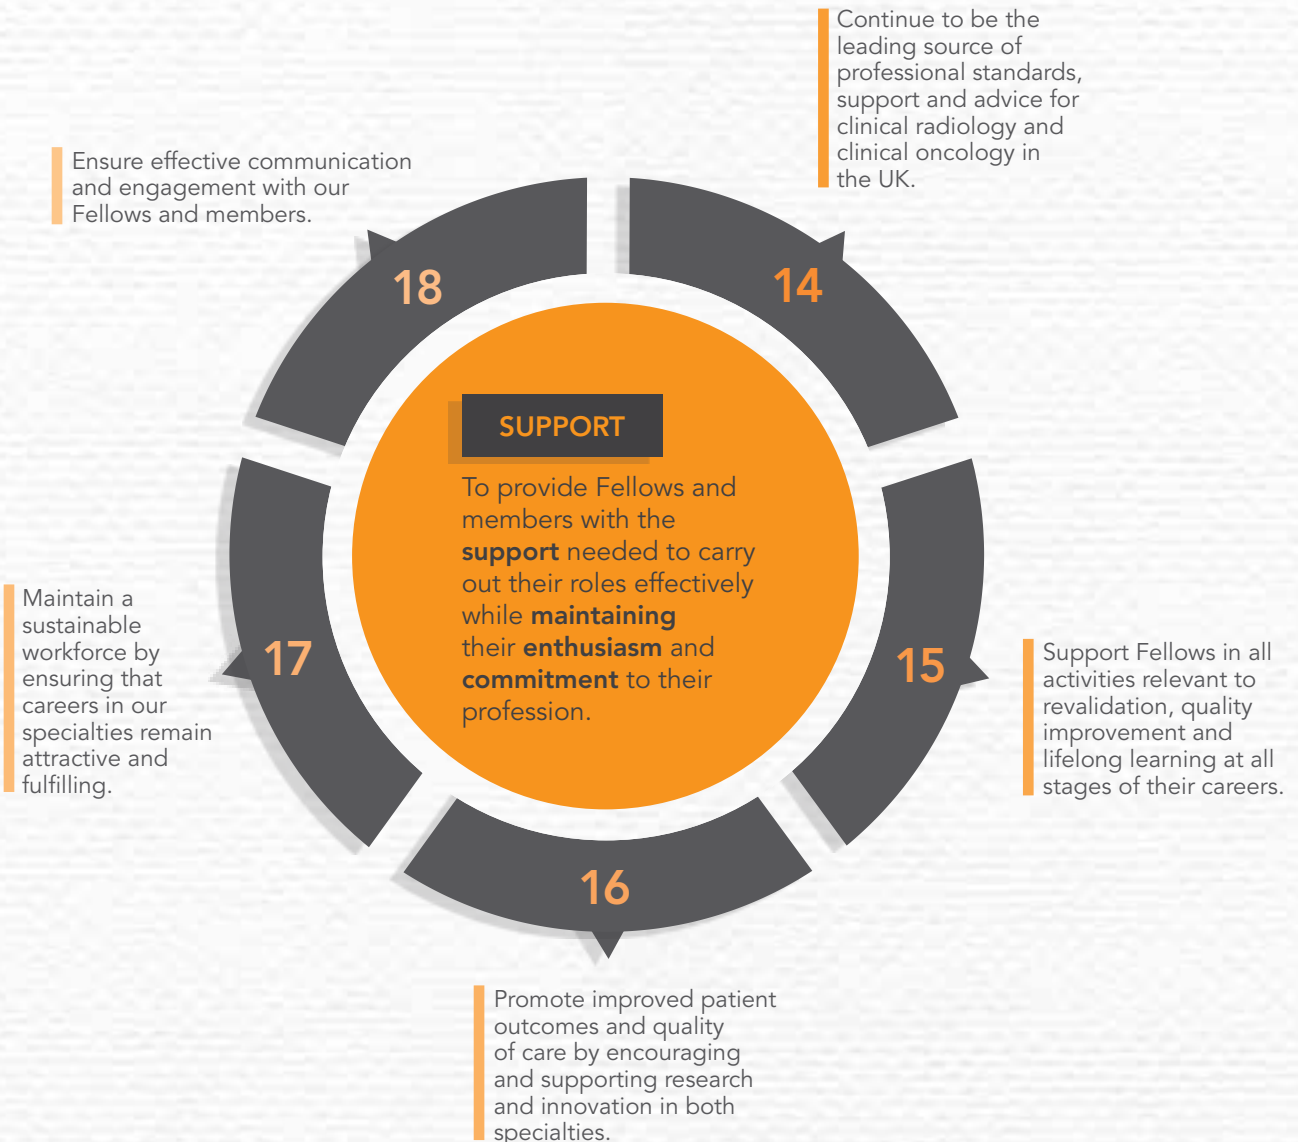 Continue to be the
leading source of
professional standards,
support and advice for
clinical radiology and
clinical oncology in
the UK.
Ensure effective communication
and engagement with our
Fellows and members.
18
14
SUPPORT
To provide Fellows and
members with the
support needed to carry
out their roles effectively
while maintaining
their enthusiasm and
commitment to their
profession.
Maintain a
sustainable
workforce by
ensuring that
careers in our
specialties remain
attractive and
fulfilling.
17
15
Support Fellows in all
activities relevant to
revalidation, quality
improvement and
lifelong learning at all
stages of their careers.
16
Promote improved patient
outcomes and quality
of care by encouraging
and supporting research
and innovation in both
specialties.